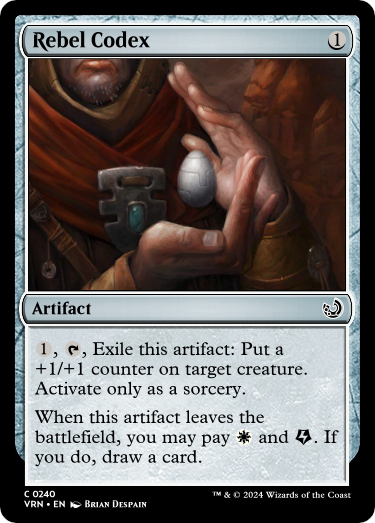 Rebel Codex 1
Artifact
1, , Exile this artifact: Put a
+1/+1 counter on target creature.
Activate only as a sorcery.
When this artifact leaves the
battlefield, you may pay and . If
you do, draw a card.
C 0240
VRN • EN BRIAN DESPAIN
™ & © 2024 Wizards of the Coast